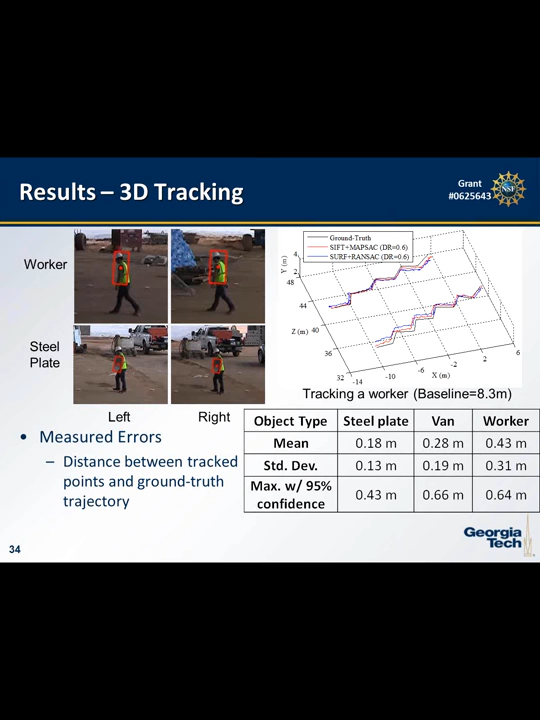 Results – 3D Tracking
Grant
#0625643
NSF
Worker
Steel
Plate
Left
Right
Ground-Truth
SIFT+MAPSAC (DR=0.6)
SURF+RANSAC (DR=0.6)
Y (m)
4
2
48
44
Z (m) 40
36
32
-14
-10
-6
-2
2
6
X (m)
Tracking a worker (Baseline=8.3m)
• Measured Errors
– Distance between tracked
points and ground-truth
trajectory
Object Type Steel plate Van Worker
Mean 0.18 m 0.28 m 0.43 m
Std. Dev. 0.13 m 0.19 m 0.31 m
Max. w/ 95%
confidence 0.43 m 0.66 m 0.64 m
34
Georgia
Tech